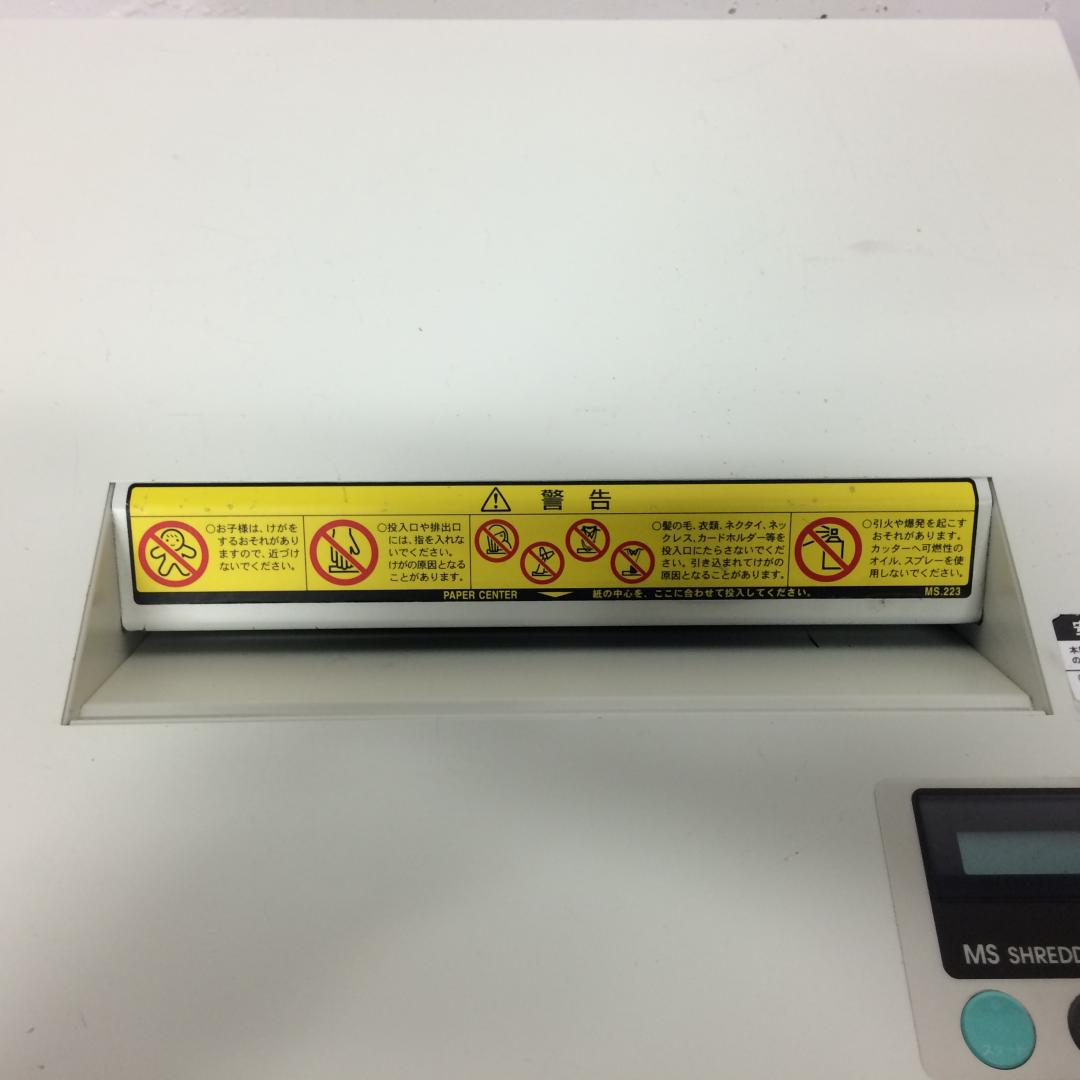 警告
○お子様は、けがを
するおそれがあり
ますので、近づけ
ないでください。
○投入口や排出口
には、指を入れな
いでください。
けがの原因となる
ことがあります。
○髪の毛、衣類、ネクタイ、ネッ
クレス、カードホルダー等を
投入口にたらさないでくだ
さい。引き込まれてけがの
原因となることがあります。
○引火や爆発を起こす
おそれがあります。
カッターへ可燃性の
オイル、スプレーを使
用しないでください。
PAPER CENTER 紙の中心を、ここに合わせて投入してください。 MS.223
MS SHREDD
スタート